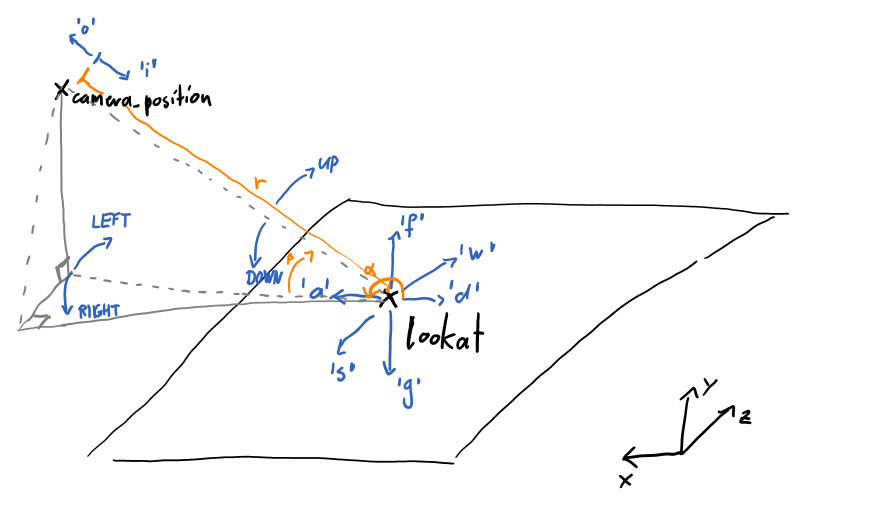 'o'
'i'
camera_position
r
UP
LEFT
'f'
'w'
β
α
DOWN
'a'
'd'
RIGHT
lookat
's'
'g'
y
z
x